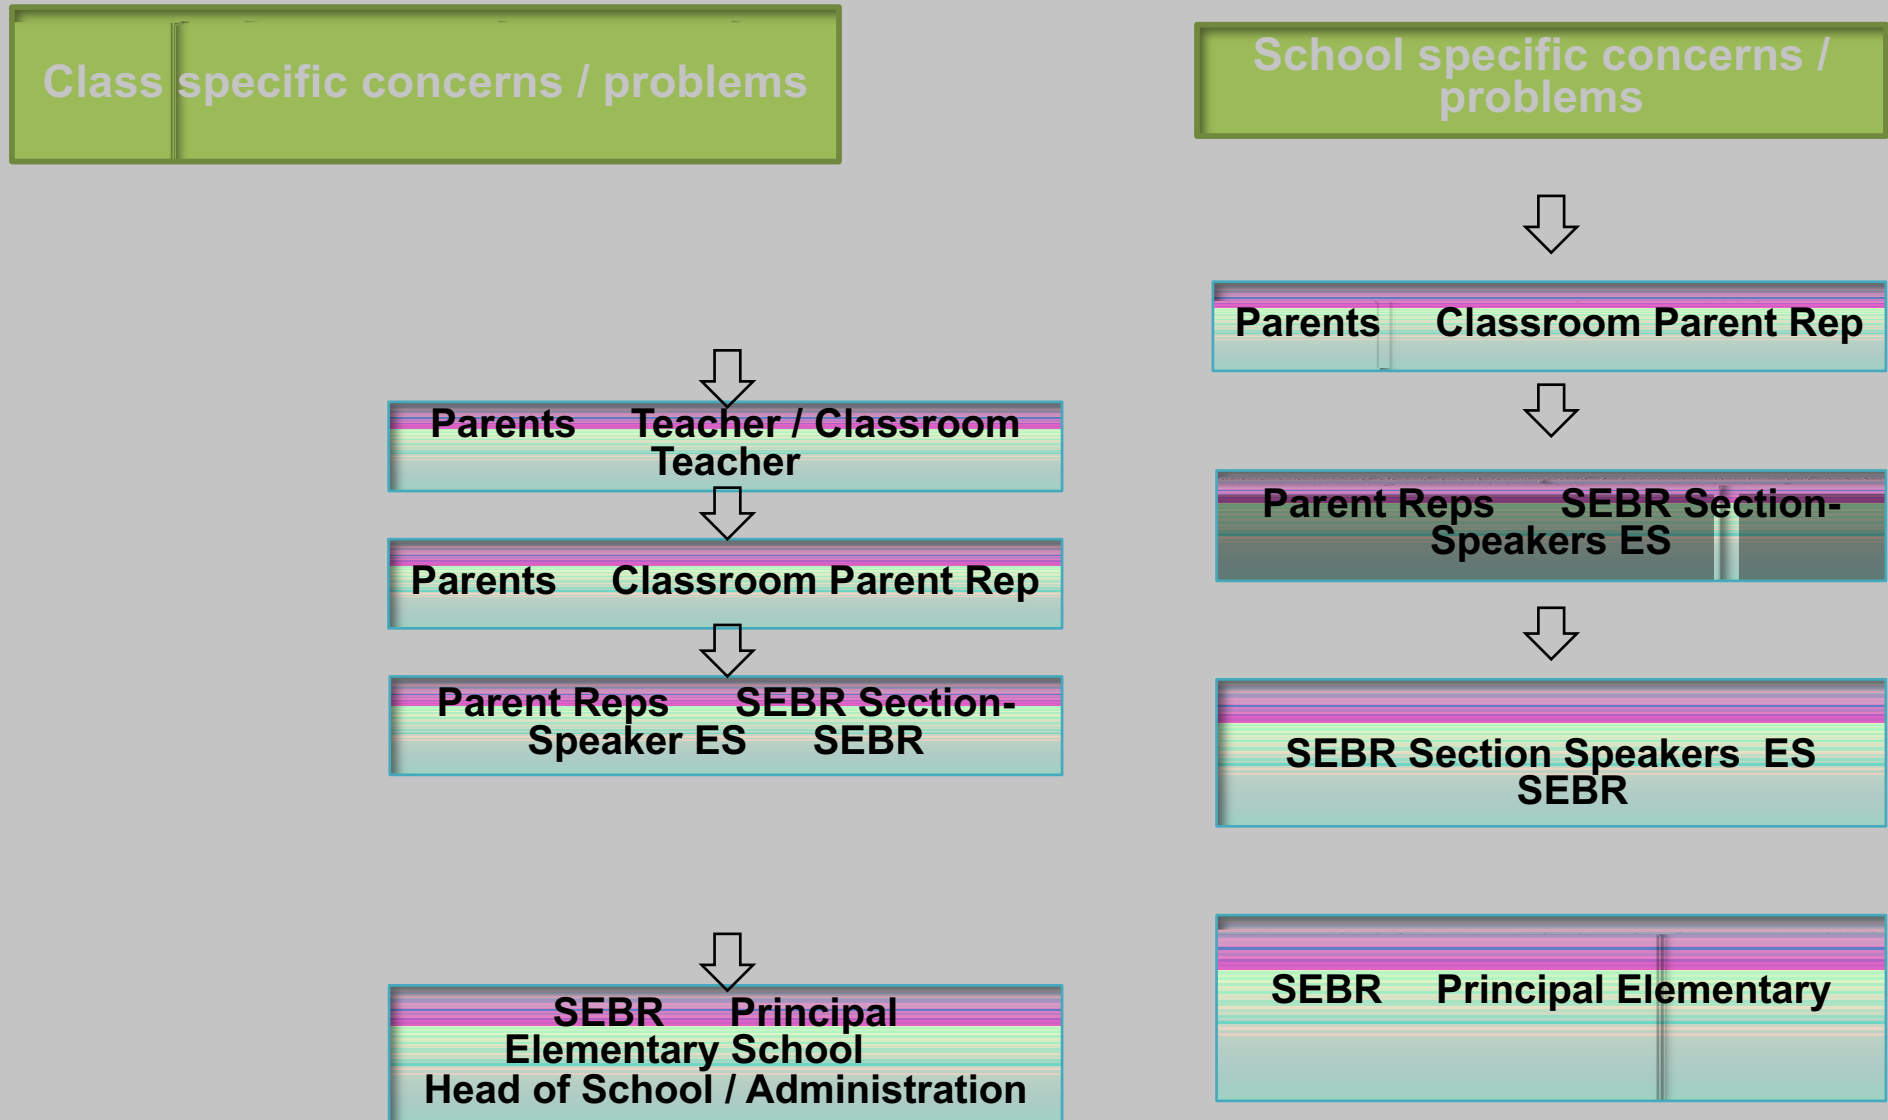 Class specific concerns / problems
Parents Teacher / Classroom
Teacher
Parents Classroom Parent Rep
Parent Reps SEBR Section-
Speaker ES SEBR
SEBR Principal
Elementary School
Head of School / Administration
School specific concerns /
problems
Parents Classroom Parent Rep
Parent Reps SEBR Section-
Speakers ES
SEBR Section Speakers ES
SEBR
SEBR Principal Elementary